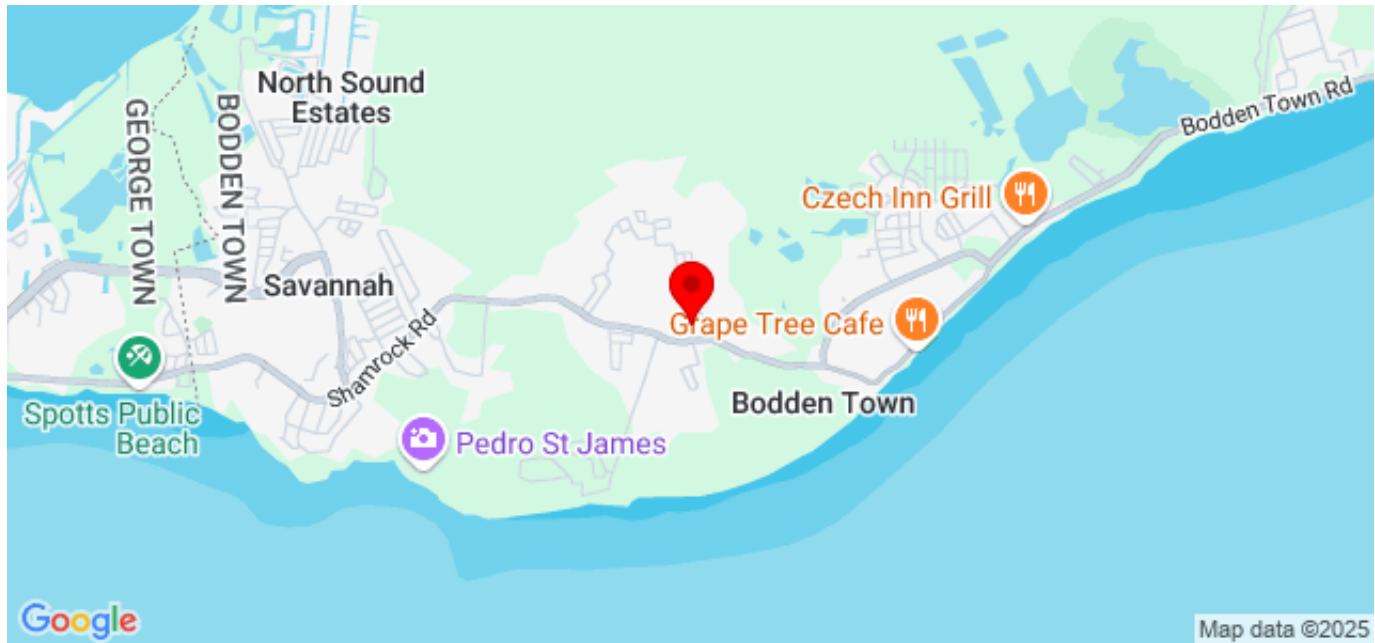 North Sound
Estates
GEORGE TOWN
BODDEN TOWN
Bodden Town Rd
Czech Inn Grill
Savannah
Grape Tree Cafe
Shamrock Rd
Bodden Town
Spotts Public
Beach
Pedro St James
Google
Map data ©2025